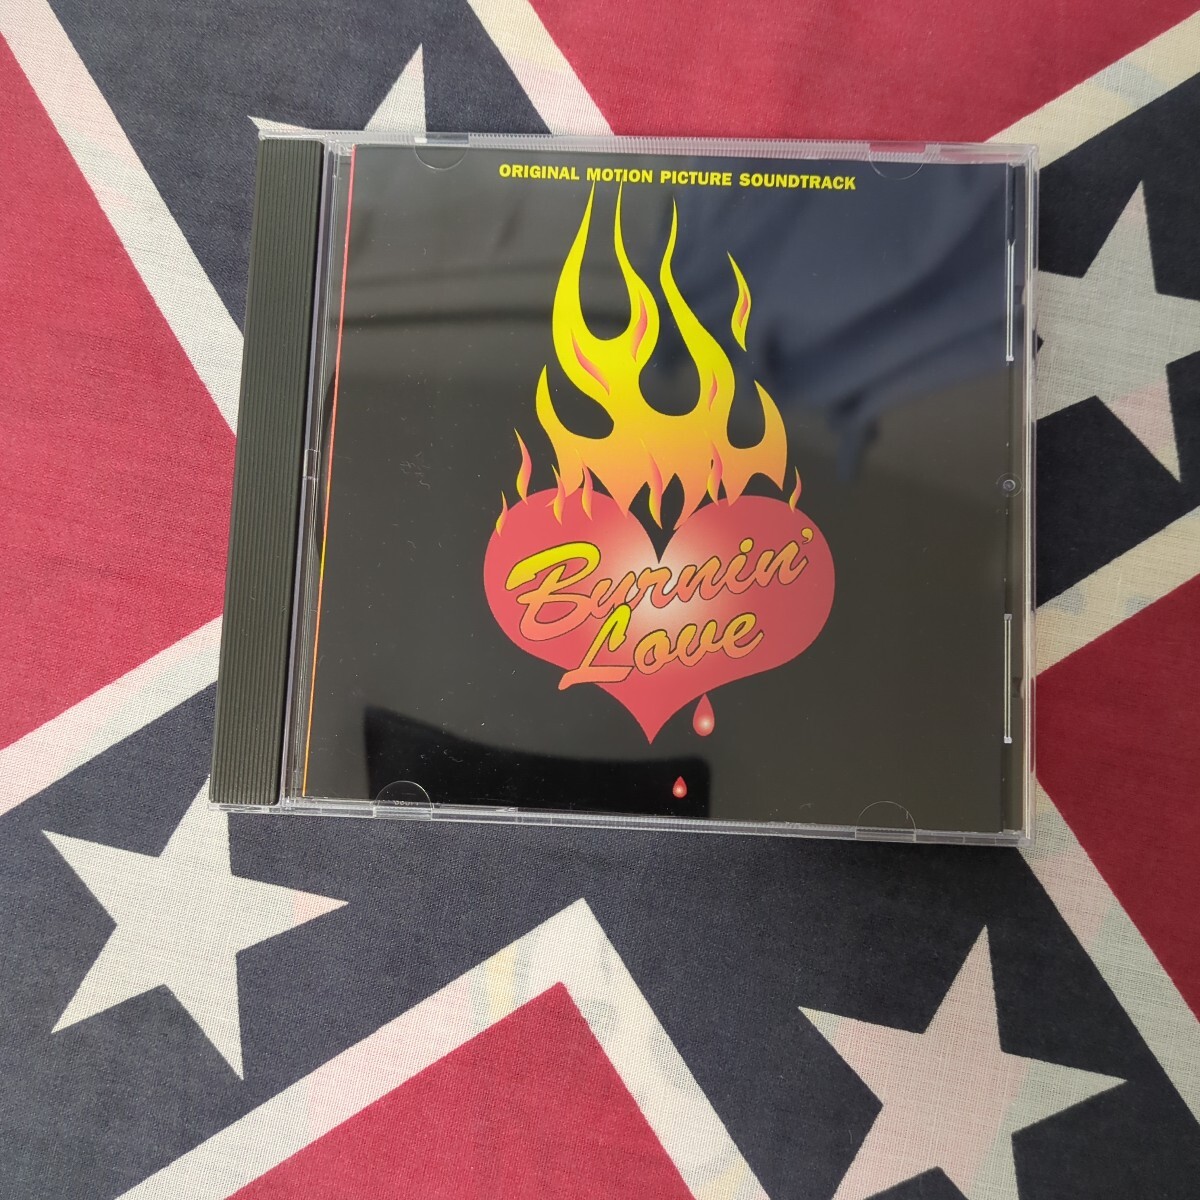 ORIGINAL MOTION PICTURE SOUNDTRACK
Burnin'
Love